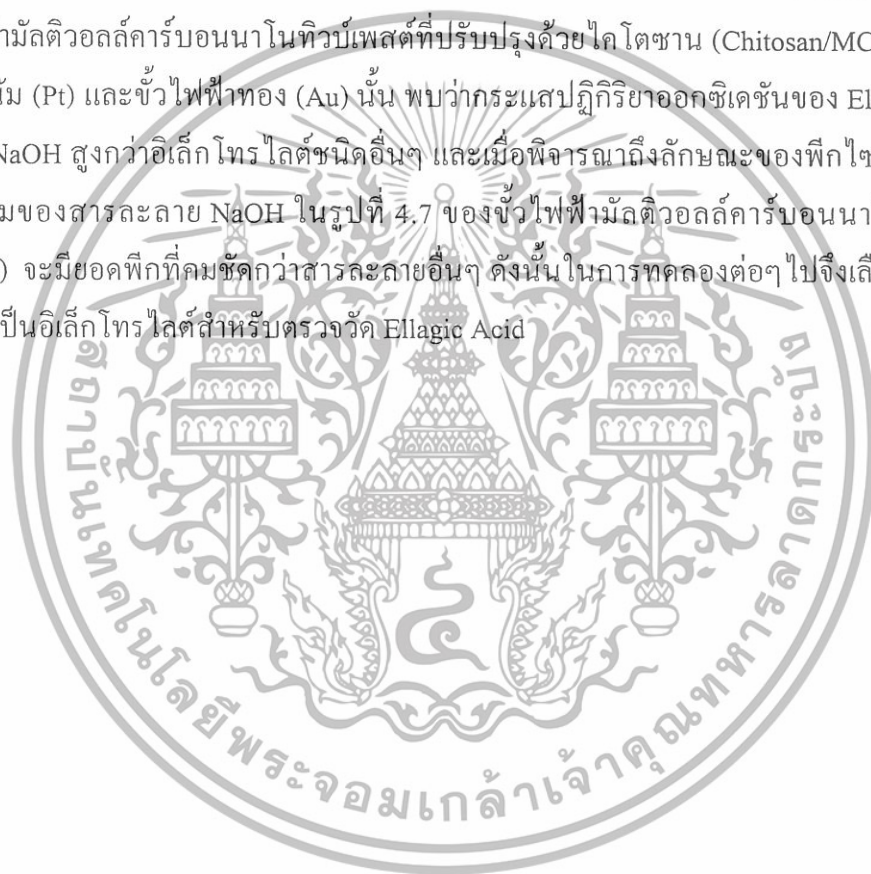 ามัลติวอลล์คาร์บอนนาโนทิวบ์เพสต์ที่ปรับปรุงด้วยไคโตซาน (Chitosan/MC
นัม (Pt) และขั้วไฟฟ้าทอง (Au) นั้น พบว่ากระแสปฏิกิริยาออกซิเดชันของ El
NaOH สูงกว่าอิเล็กโทรไลต์ชนิดอื่นๆ และเมื่อพิจารณาถึงลักษณะของพีกไซ
มของสารละลาย NaOH ในรูปที่ 4.7 ของขั้วไฟฟ้ามัลติวอลล์คาร์บอนนา
) จะมียอดพีกที่คมชัดกว่าสารละลายอื่นๆ ดังนั้นในการทดลองต่อๆ ไปจึงเลื
เป็นอิเล็กโทรไลต์สำหรับตรวจวัด Ellagic Acid
สถาบันเทคโนโลยีพระจอมเกล้าเจ้าคุณทหารลาดกระบัง